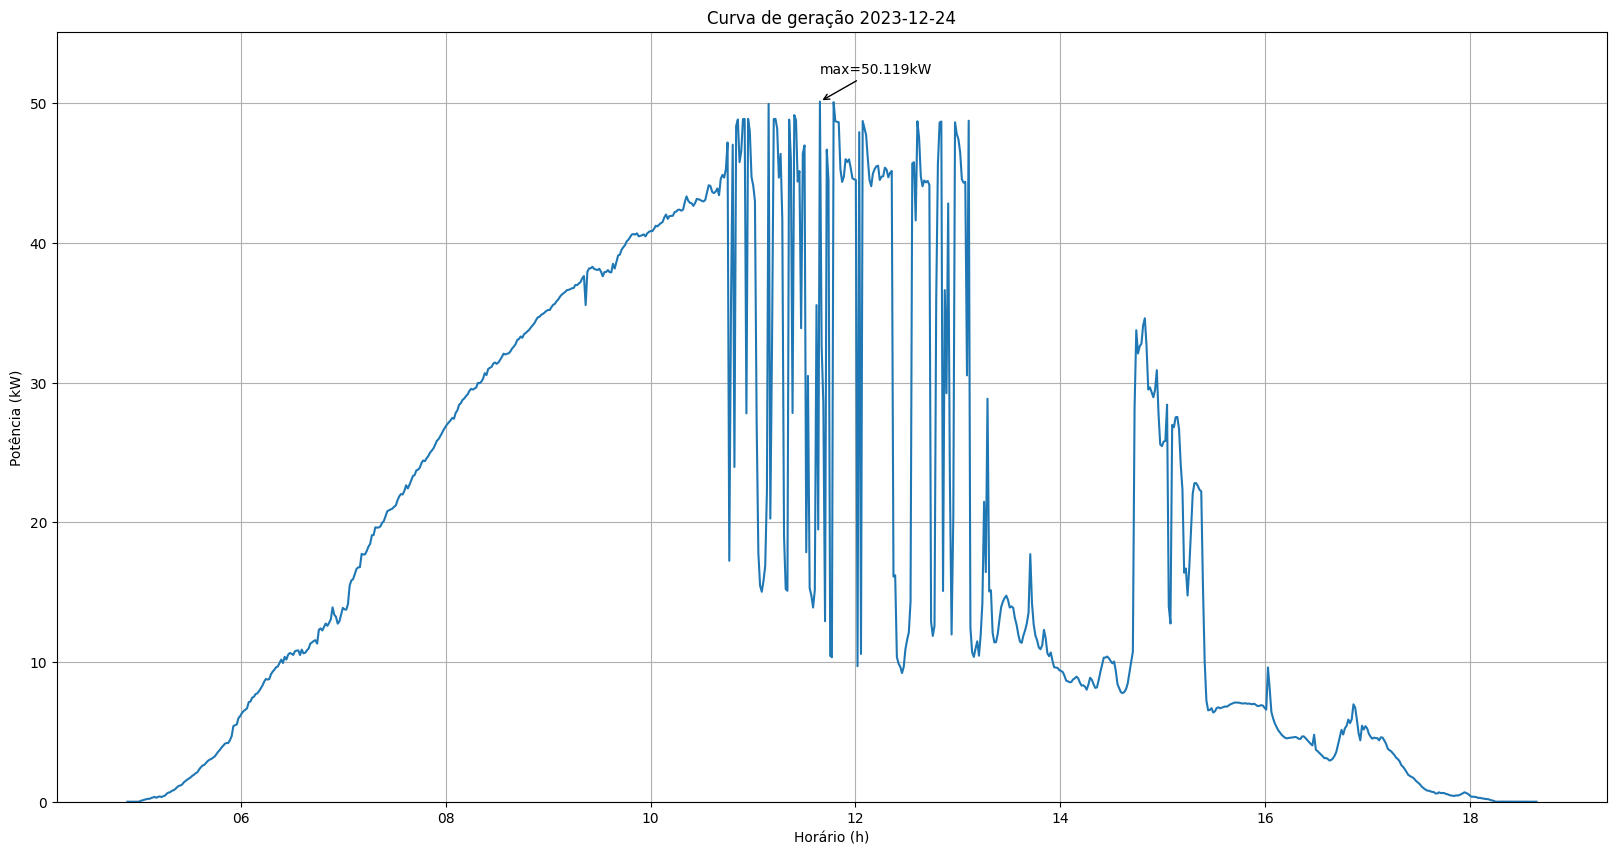 Curva de geração 2023-12-24
max=50.119kW
50
40
30
20
10
0
Potência (kW)
06 08 10 12 14 16 18
Horário (h)